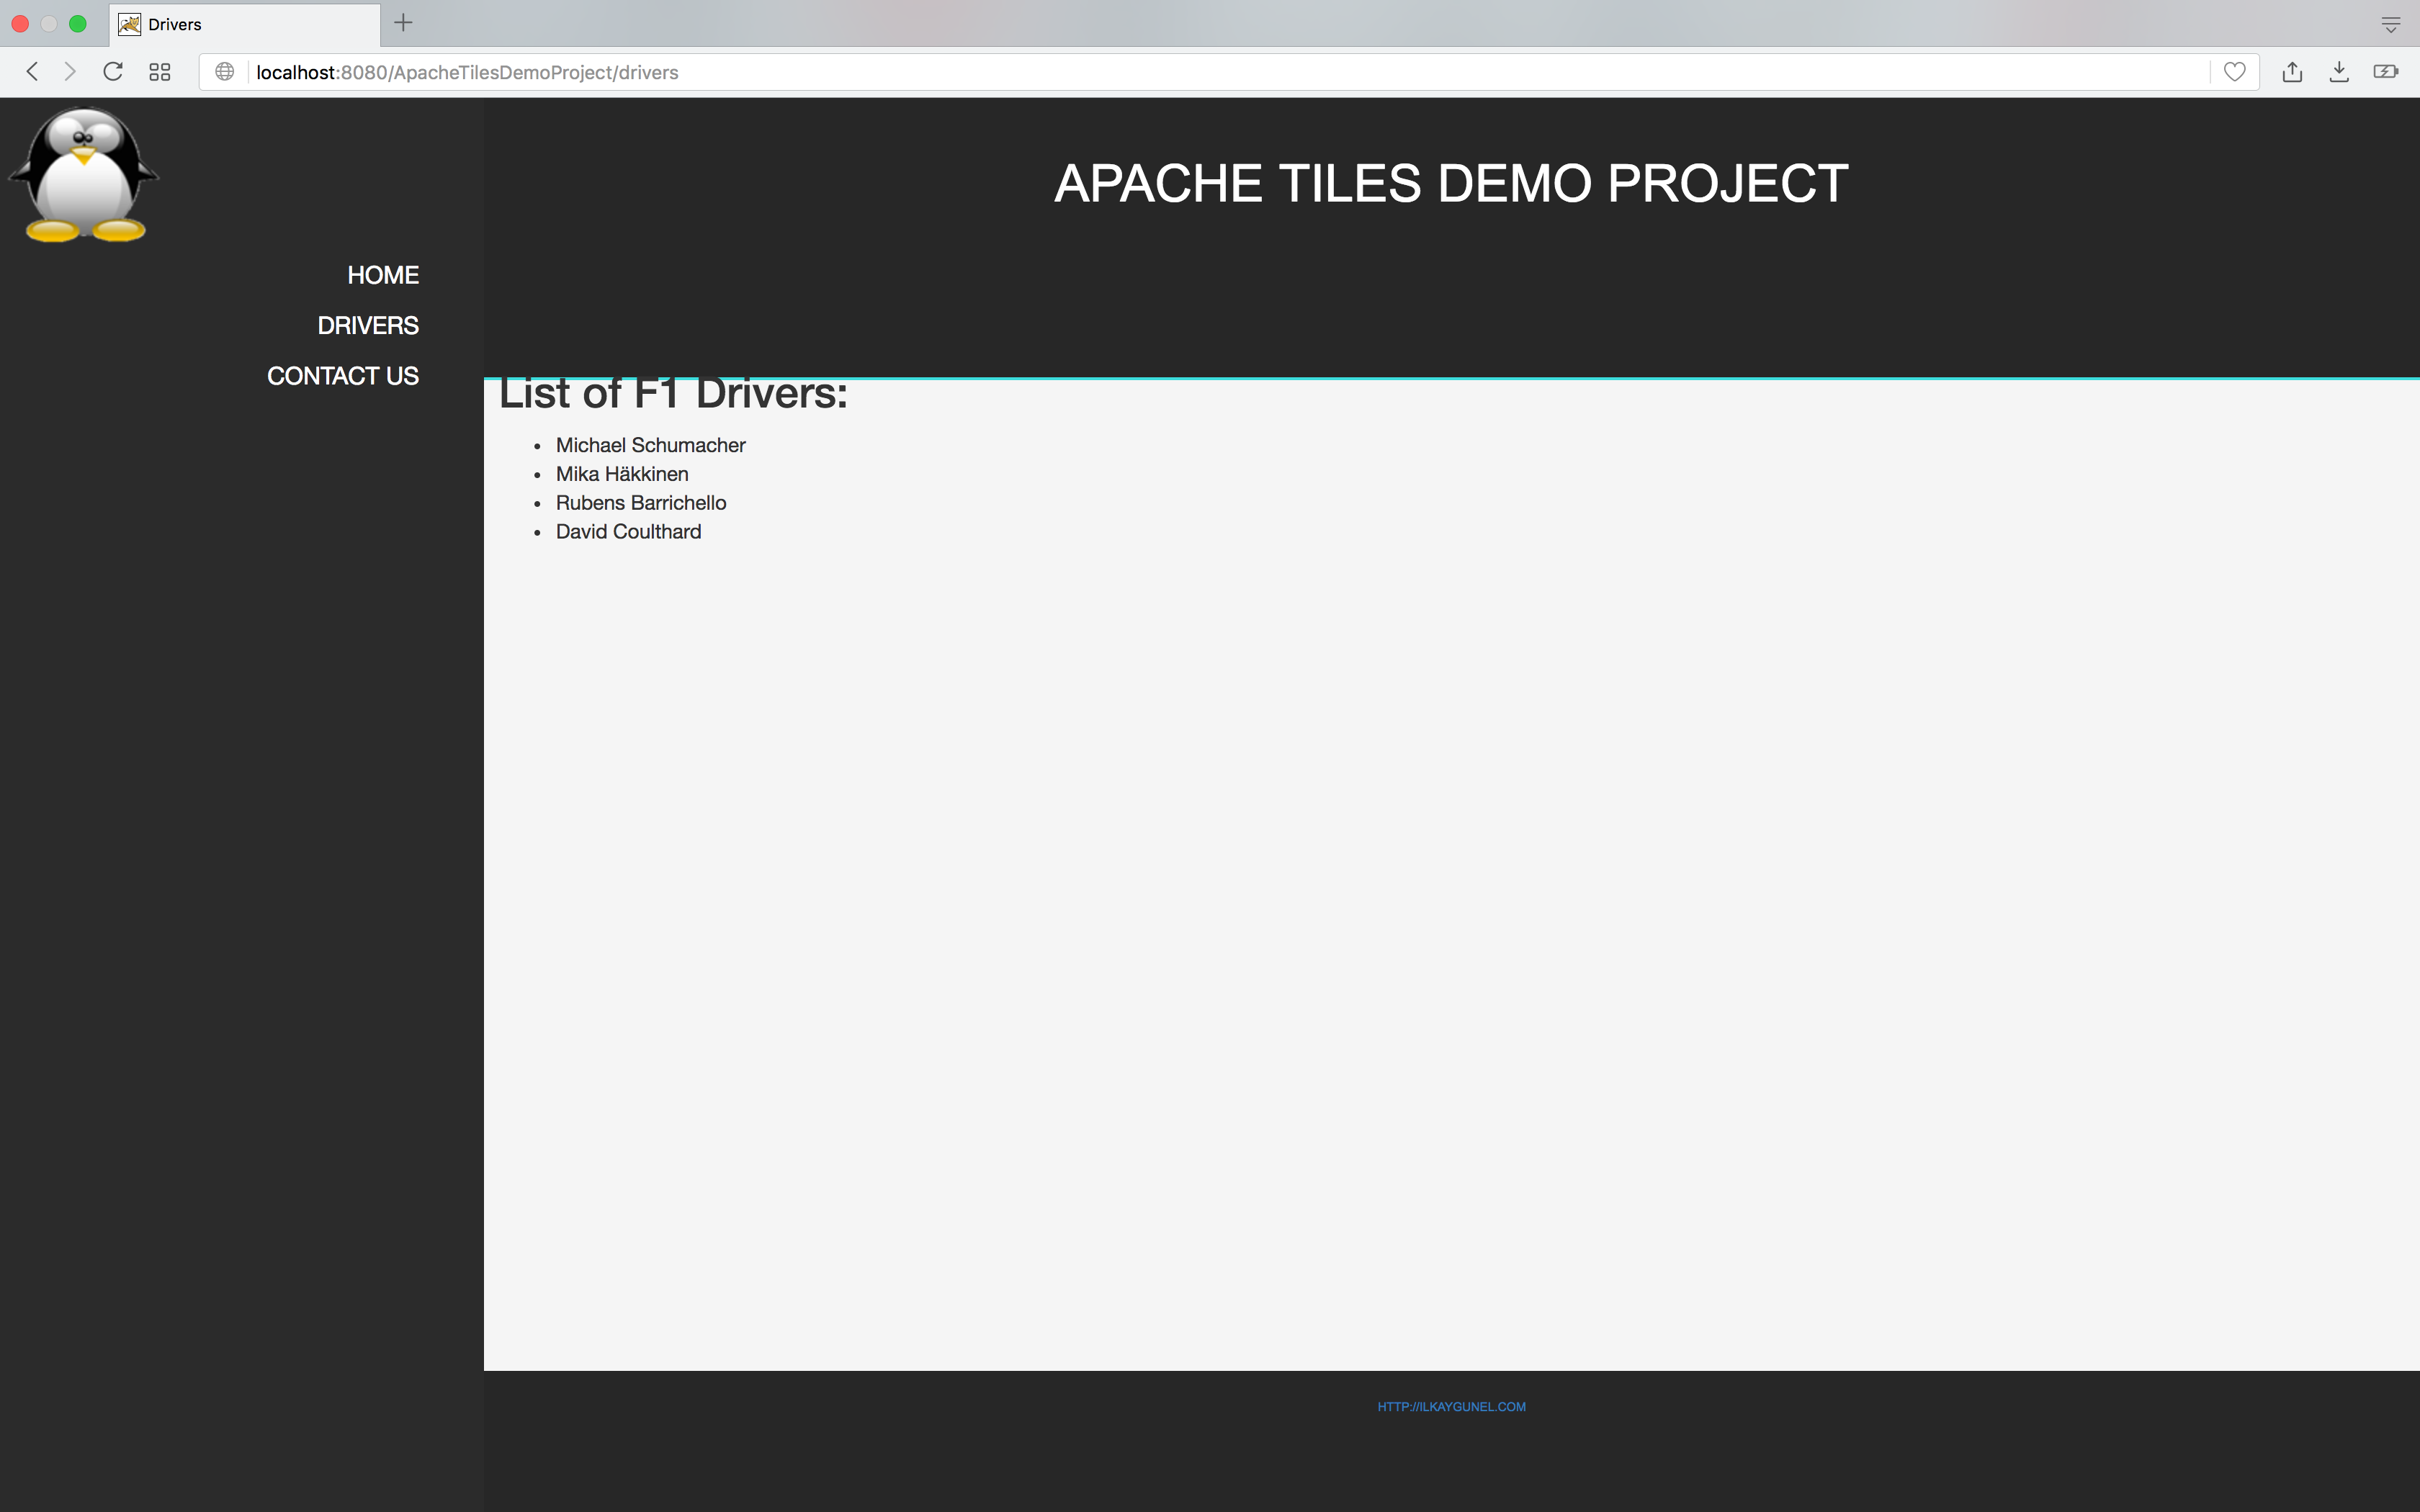 Drivers
localhost:8080/ApacheTilesDemoProject/drivers
APACHE TILES DEMO PROJECT
HOME
DRIVERS
CONTACT US
List of F1 Drivers:
• Michael Schumacher
• Mika Häkkinen
• Rubens Barrichello
• David Coulthard
HTTP://ILKAYGUNEL.COM